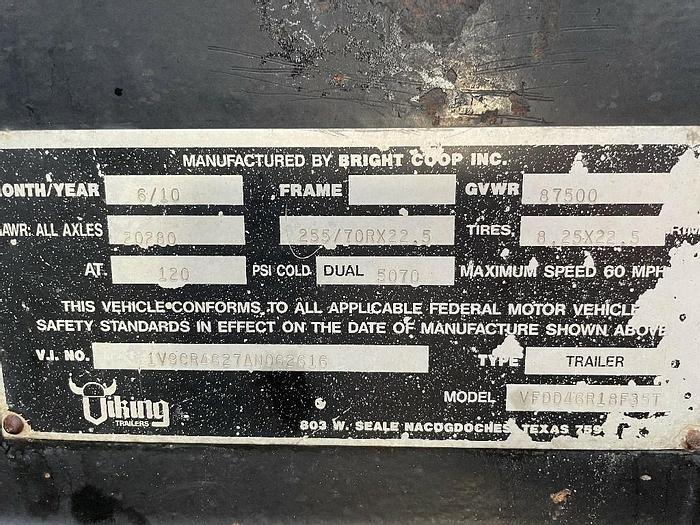 MANUFACTURED BY BRIGHT COOP INC.
MONTH/YEAR 6/10 FRAME GVWR 87500
GAWR: ALL AXLES 20280 255/70RX22.5 TIRES 8.25X22.5
AT 120 PSI COLD DUAL 5070 MAXIMUM SPEED 60 MPH
THIS VEHICLE CONFORMS TO ALL APPLICABLE FEDERAL MOTOR VEHICLE
SAFETY STANDARDS IN EFFECT ON THE DATE OF MANUFACTURE SHOWN ABOVE
V.I. NO. TYPE TRAILER
Viking TRAILERS MODEL
803 W. SEALE NACOGDOCHES, TEXAS